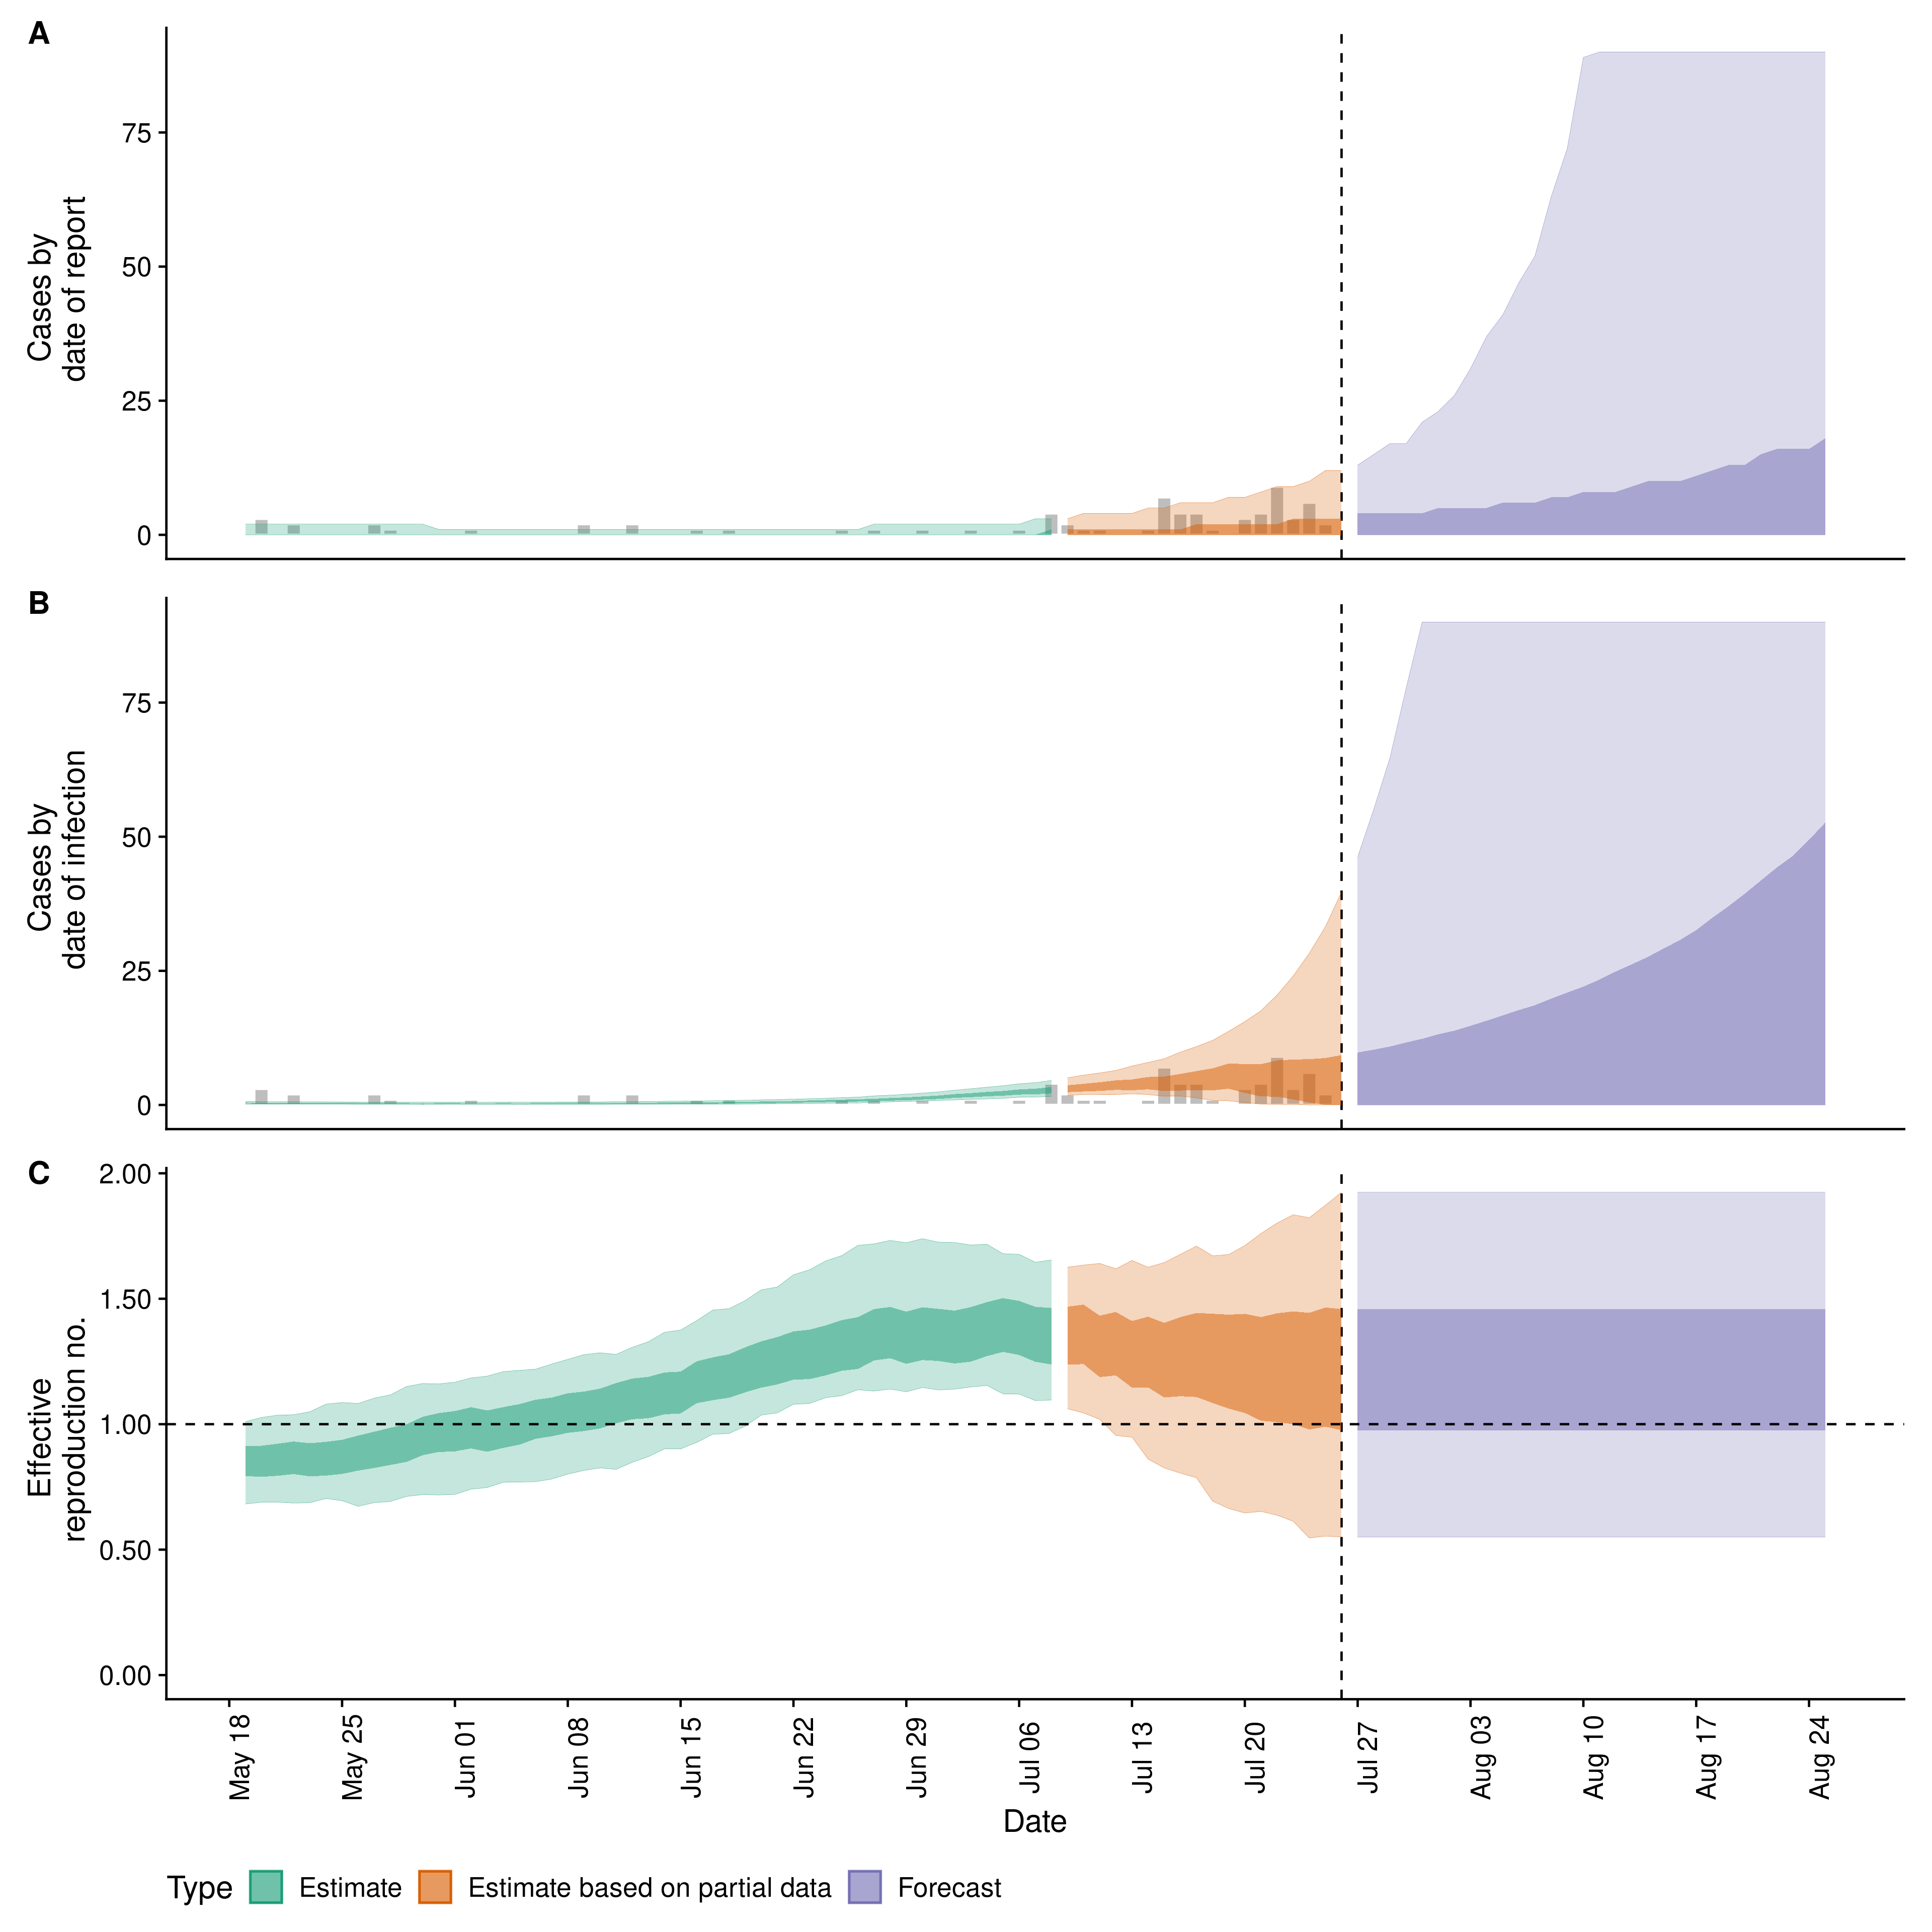 A
Cases by
date of report
75
50
25
0
B
Cases by
date of infection
75
50
25
0
C
Effective
reproduction no.
2.00
1.50
1.00
0.50
0.00
May 18
May 25
Jun 01
Jun 08
Jun 15
Jun 22
Jun 29
Jul 06
Jul 13
Jul 20
Jul 27
Aug 03
Aug 10
Aug 17
Aug 24
Date
Type Estimate Estimate based on partial data Forecast